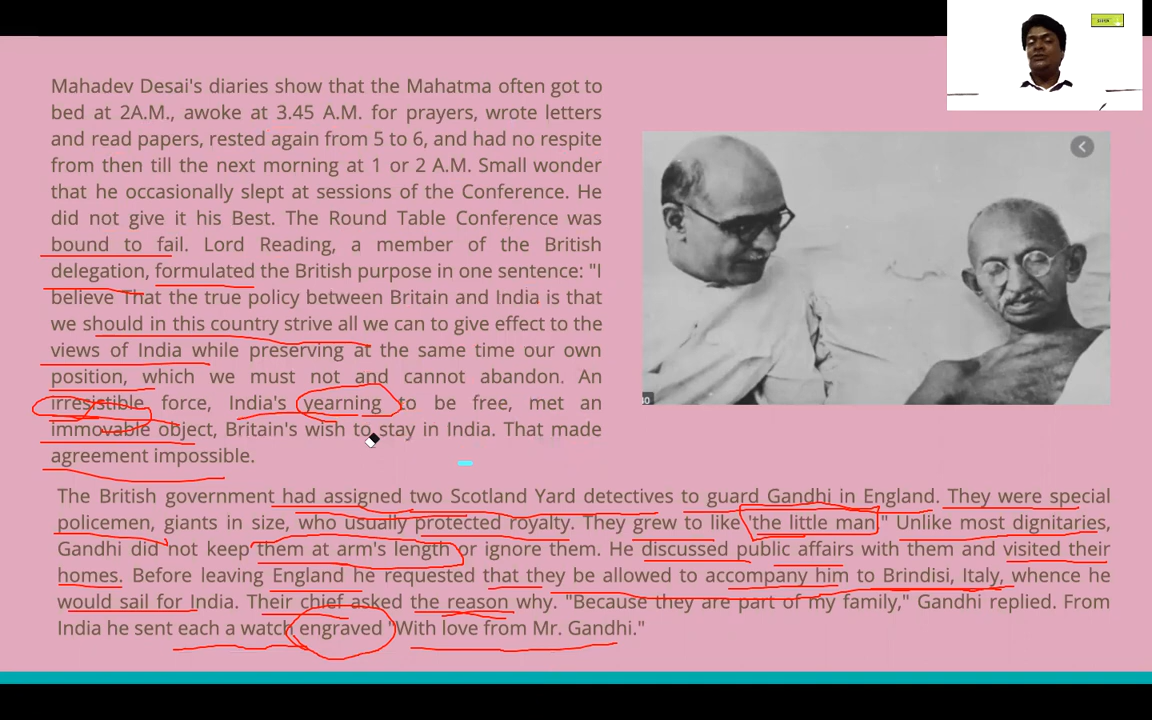 Mahadev Desai's diaries show that the Mahatma often got to
bed at 2A.M., awoke at 3.45 A.M. for prayers, wrote letters
and read papers, rested again from 5 to 6, and had no respite
from then till the next morning at 1 or 2 A.M. Small wonder
that he occasionally slept at sessions of the Conference. He
did not give it his Best. The Round Table Conference was
bound to fail. Lord Reading, a member of the British
delegation, formulated the British purpose in one sentence: "I
believe That the true policy between Britain and India is that
we should in this country strive all we can to give effect to the
views of India while preserving at the same time our own
position, which we must not and cannot abandon. An
irresistible force, India's yearning to be free, met an
immovable object, Britain's wish to stay in India. That made
agreement impossible.
The British government had assigned two Scotland Yard detectives to guard Gandhi in England. They were special
policemen, giants in size, who usually protected royalty. They grew to like 'the little man." Unlike most dignitaries,
Gandhi did not keep them at arm's length or ignore them. He discussed public affairs with them and visited their
homes. Before leaving England he requested that they be allowed to accompany him to Brindisi, Italy, whence he
would sail for India. Their chief asked the reason why. "Because they are part of my family," Gandhi replied. From
India he sent each a watch engraved "With love from Mr. Gandhi."